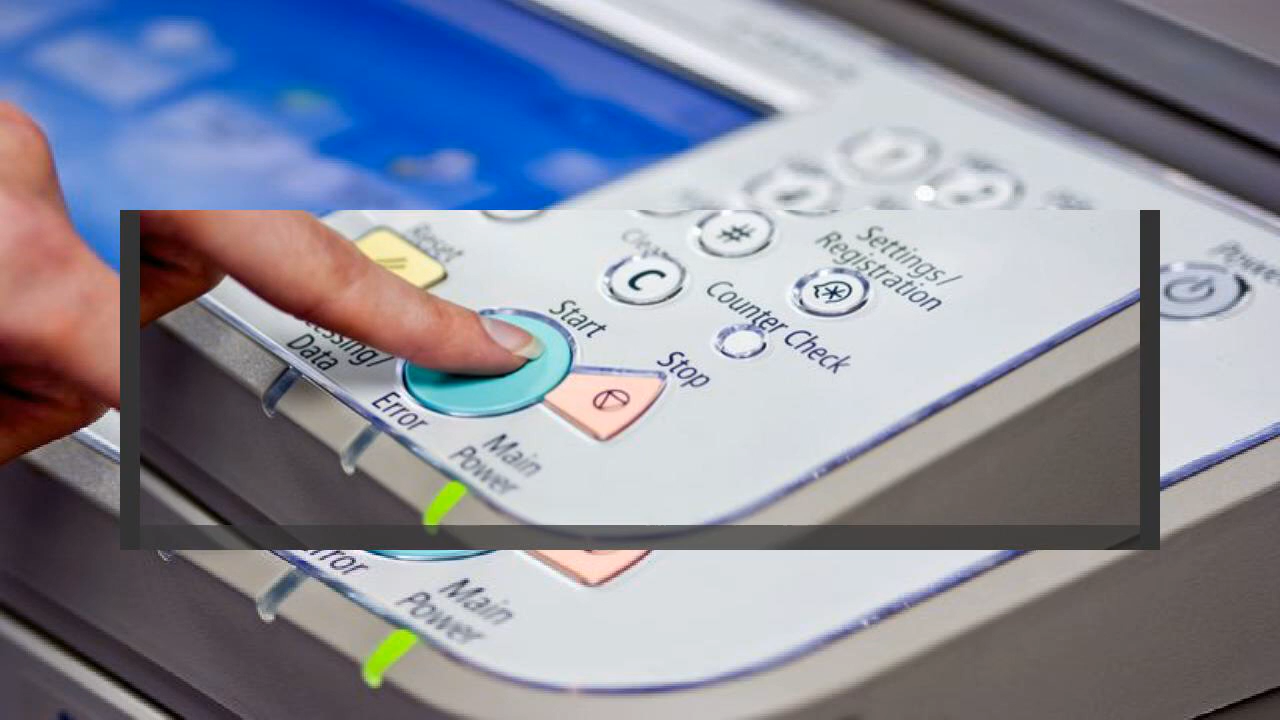 Power
Reset
#
Settings/
Registration
Clear
C
Counter Check
Start
Stop
Data
Error
Main
Power
Main
Power